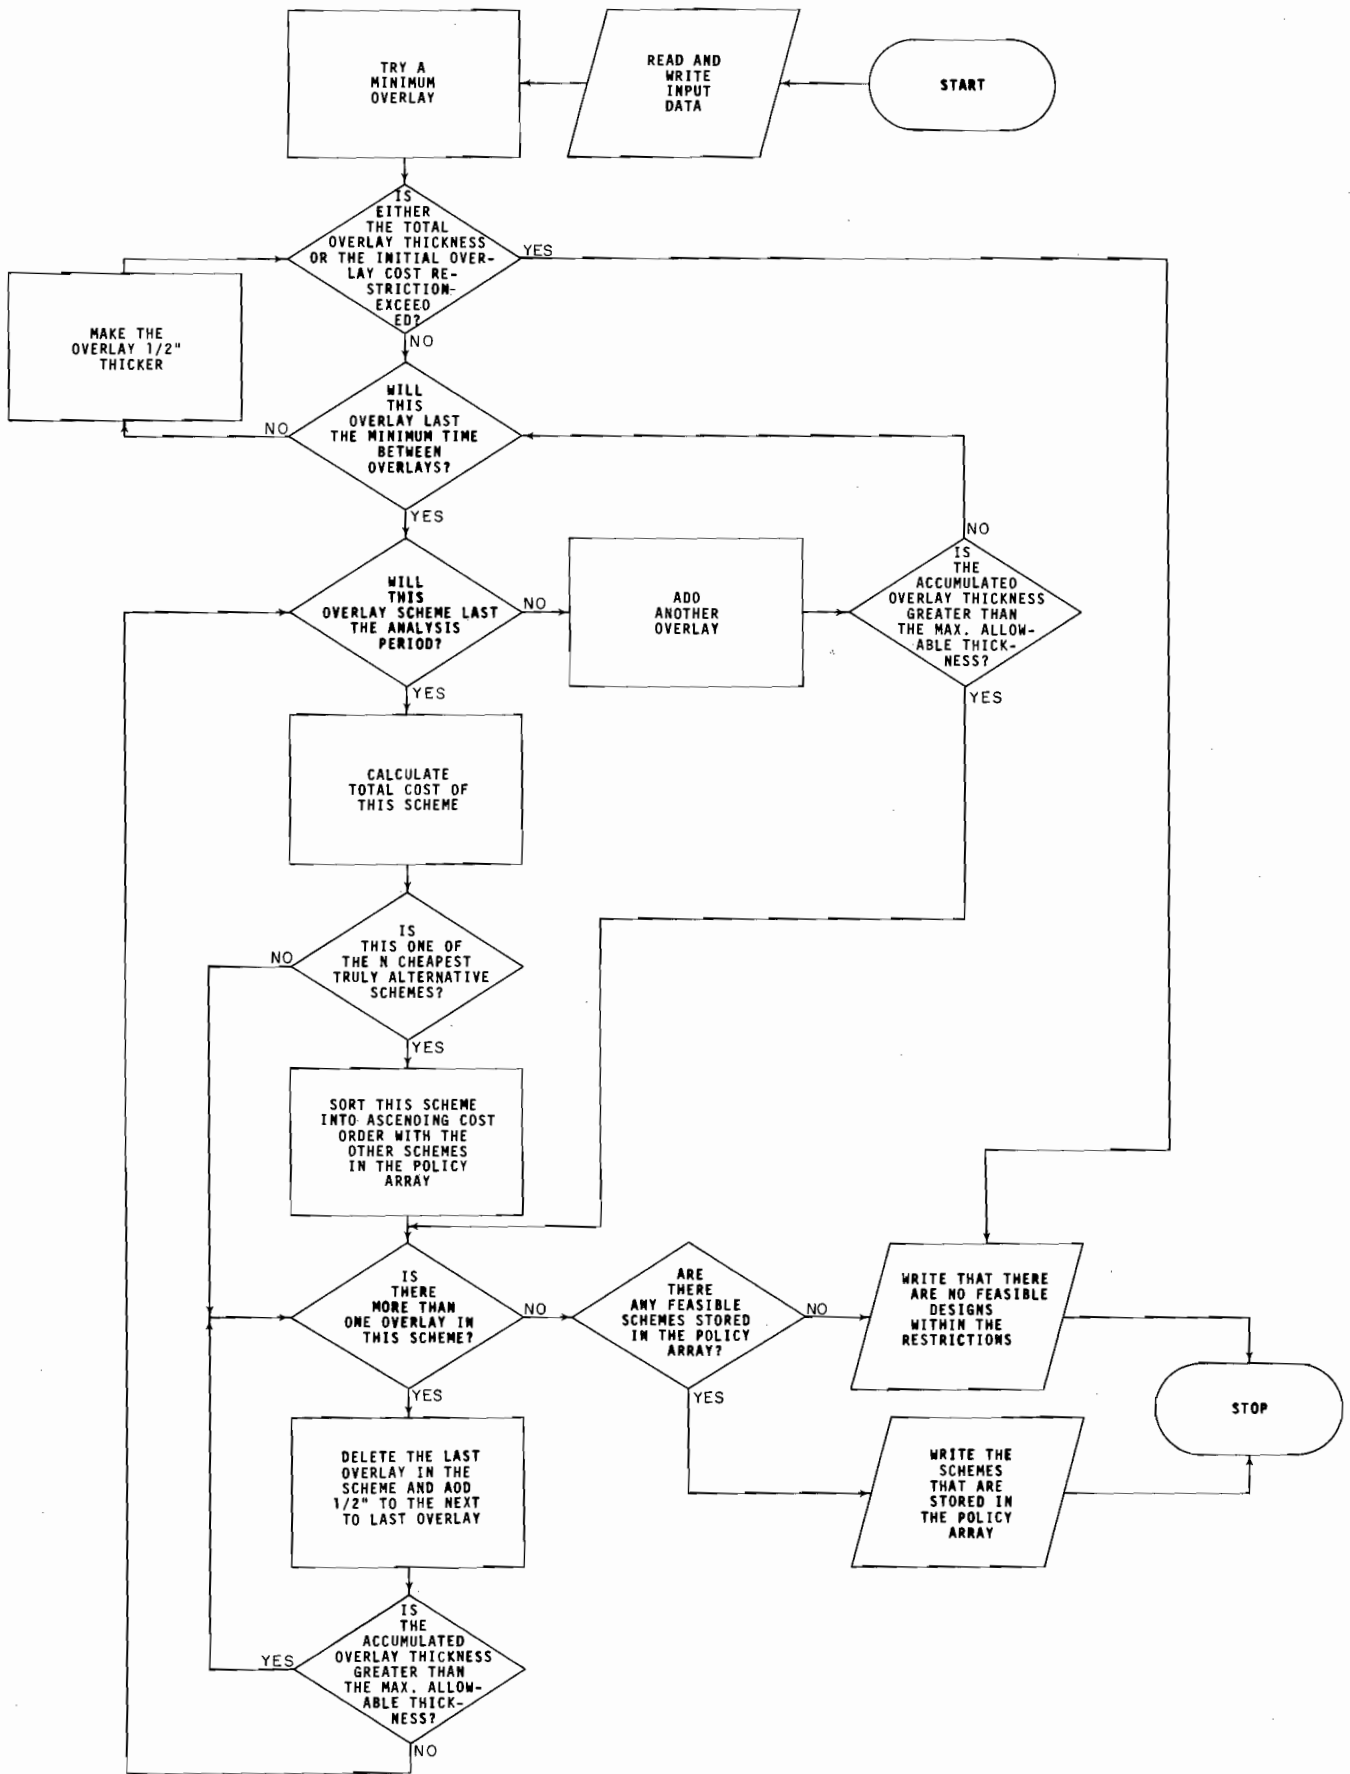 START
READ AND
WRITE
INPUT
DATA
TRY A
MINIMUM
OVERLAY
IS
EITHER
THE TOTAL
OVERLAY THICKNESS
OR THE INITIAL OVER-
LAY COST RE-
STRICTION-
EXCEED
ED?
YES
NO
MAKE THE
OVERLAY 1/2"
THICKER
WILL
THIS
OVERLAY LAST
THE MINIMUM TIME
BETWEEN
OVERLAYS?
NO
YES
WILL
THIS
OVERLAY SCHEME LAST
THE ANALYSIS
PERIOD?
NO
YES
ADD
ANOTHER
OVERLAY
NO
IS
THE
ACCUMULATED
OVERLAY THICKNESS
GREATER THAN
THE MAX. ALLOW-
ABLE THICK-
NESS?
YES
CALCULATE
TOTAL COST OF
THIS SCHEME
IS
THIS ONE OF
THE N CHEAPEST
TRULY ALTERNATIVE
SCHEMES?
NO
YES
SORT THIS SCHEME
INTO ASCENDING COST
ORDER WITH THE
OTHER SCHEMES
IN THE POLICY
ARRAY
IS
THERE
MORE THAN
ONE OVERLAY IN
THIS SCHEME?
NO
YES
ARE
THERE
ANY FEASIBLE
SCHEMES STORED
IN THE POLICY
ARRAY?
NO
YES
WRITE THAT THERE
ARE NO FEASIBLE
DESIGNS
WITHIN THE
RESTRICTIONS
STOP
WRITE THE
SCHEMES
THAT ARE
STORED IN
THE POLICY
ARRAY
DELETE THE LAST
OVERLAY IN THE
SCHEME AND AOD
1/2" TO THE NEXT
TO LAST OVERLAY
IS
THE
ACCUMULATED
OVERLAY THICKNESS
GREATER THAN
THE MAX. ALLOW-
ABLE THICK-
NESS?
YES
NO